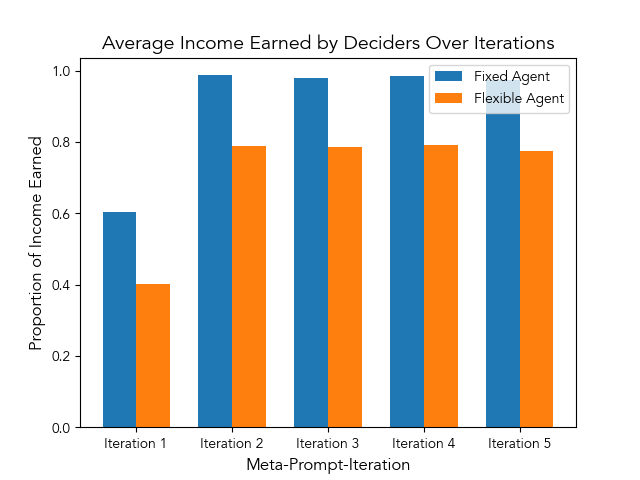 Average Income Earned by Deciders Over Iterations
Fixed Agent
Flexible Agent
Proportion of Income Earned
1.0
0.8
0.6
0.4
0.2
0.0
Iteration 1
Iteration 2
Iteration 3
Iteration 4
Iteration 5
Meta-Prompt-Iteration